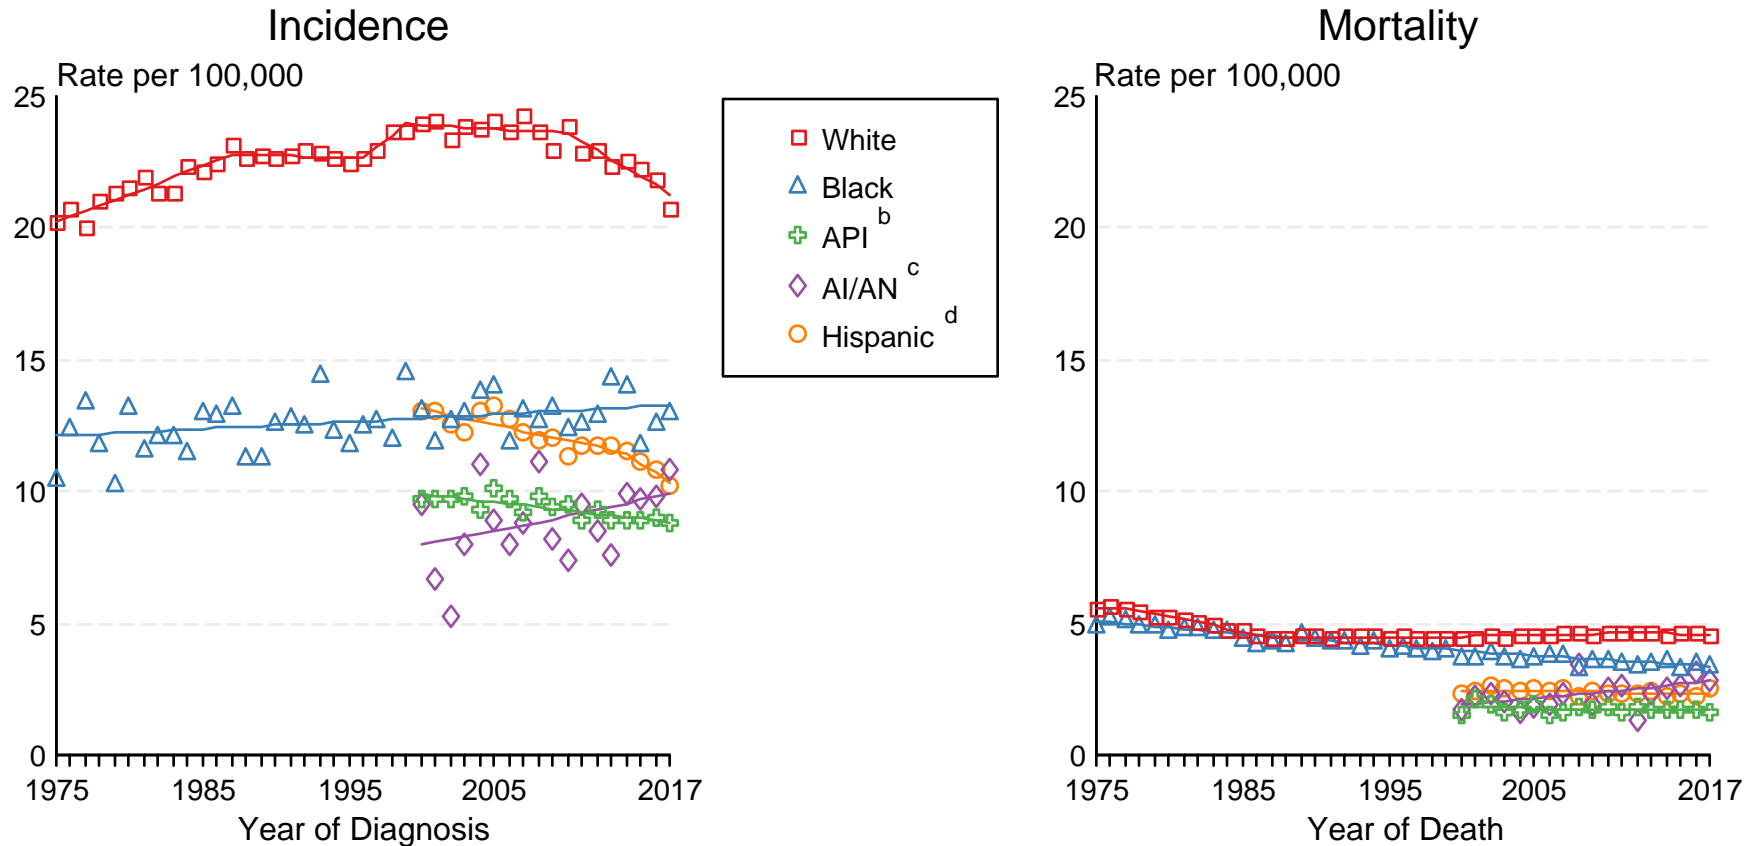 Incidence
Rate per 100,000
25
20
15
10
5
0
1975 1985 1995 2005 2017
Year of Diagnosis
White
Black
API b
AI/AN c
Hispanic d
Mortality
Rate per 100,000
25
20
15
10
5
0
1975 1985 1995 2005 2017
Year of Death